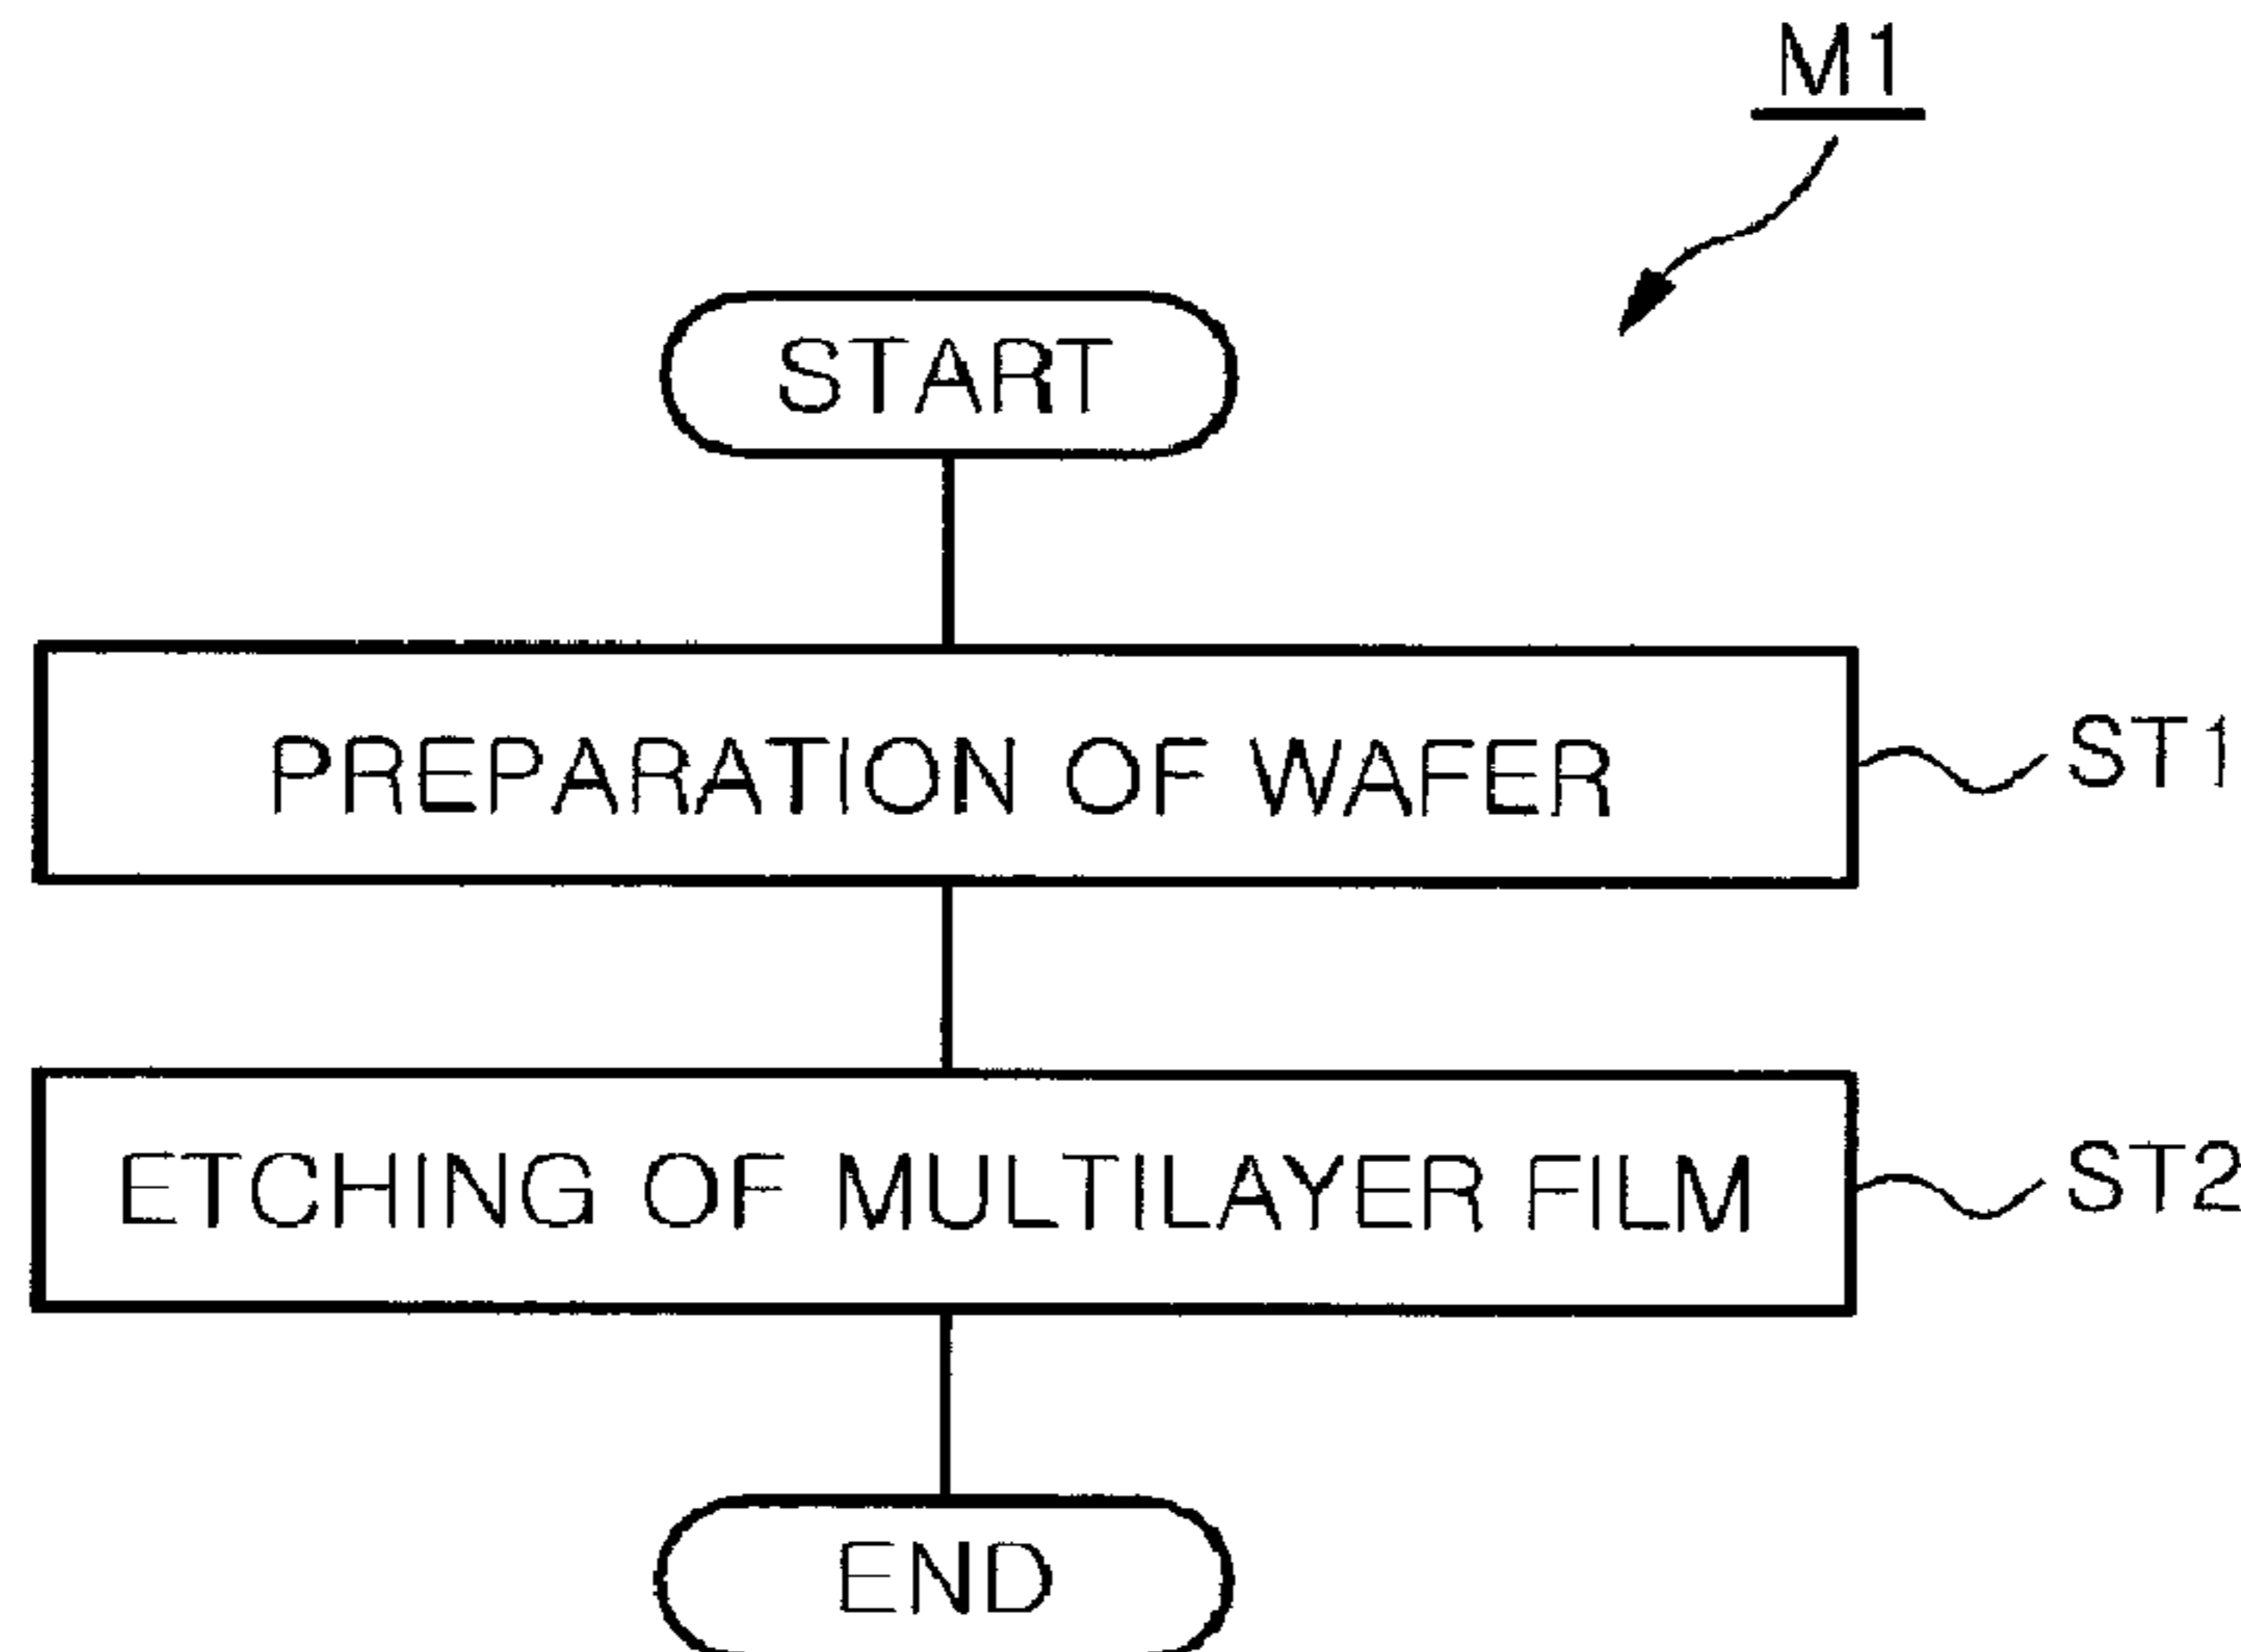 M1
START
PREPARATION OF WAFER
ST1
ETCHING OF MULTILAYER FILM
ST2
END